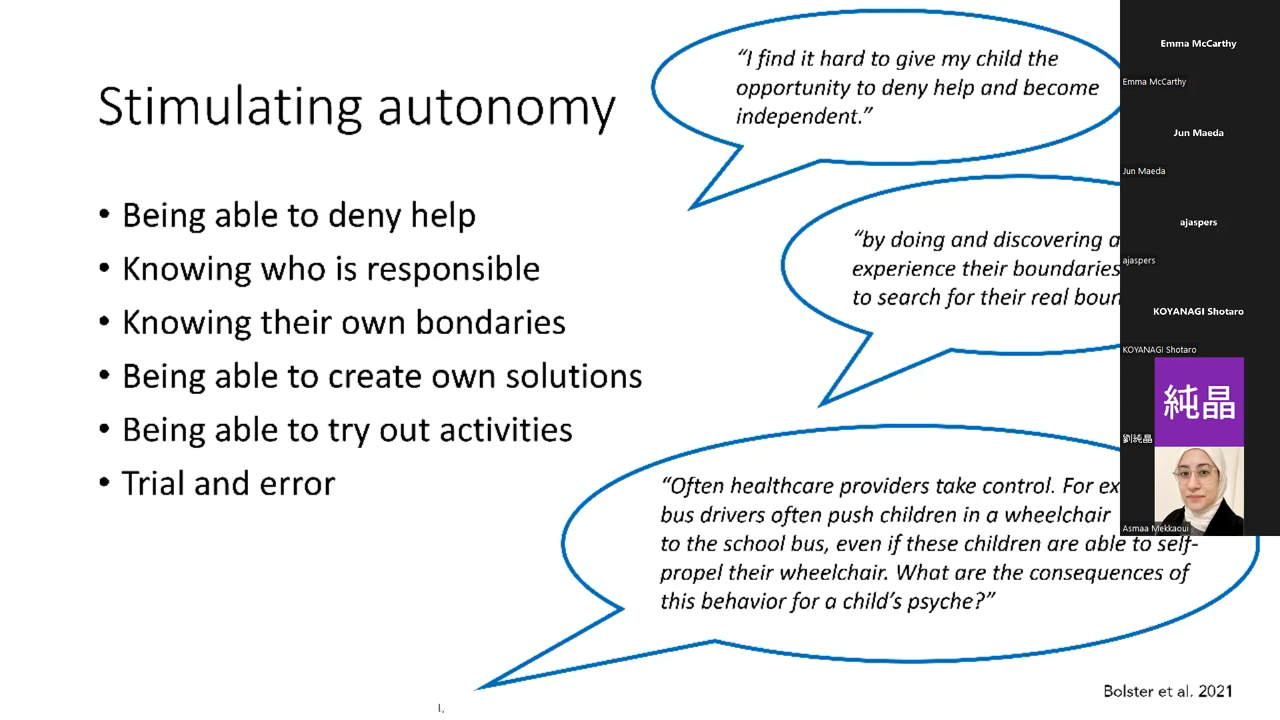 Stimulating autonomy
• Being able to deny help
• Knowing who is responsible
• Knowing their own bondaries
• Being able to create own solutions
• Being able to try out activities
• Trial and error
“I find it hard to give my child the
opportunity to deny help and become
independent.”
“by doing and discovering
experience their boundaries
to search for their real
“Often healthcare providers take control. For
bus drivers often push children in a wheelchair
to the school bus, even if these children are able to self-
propel their wheelchair. What are the consequences of
this behavior for a child’s psyche?”
Bolster et al. 2021
Emma McCarthy
Emma McCarthy
Jun Maeda
Jun Maeda
ajaspers
ajaspers
KOYANAGI Shotaro
KOYANAGI Shotaro
純晶
劉純晶
Asmaa Mekkaoui